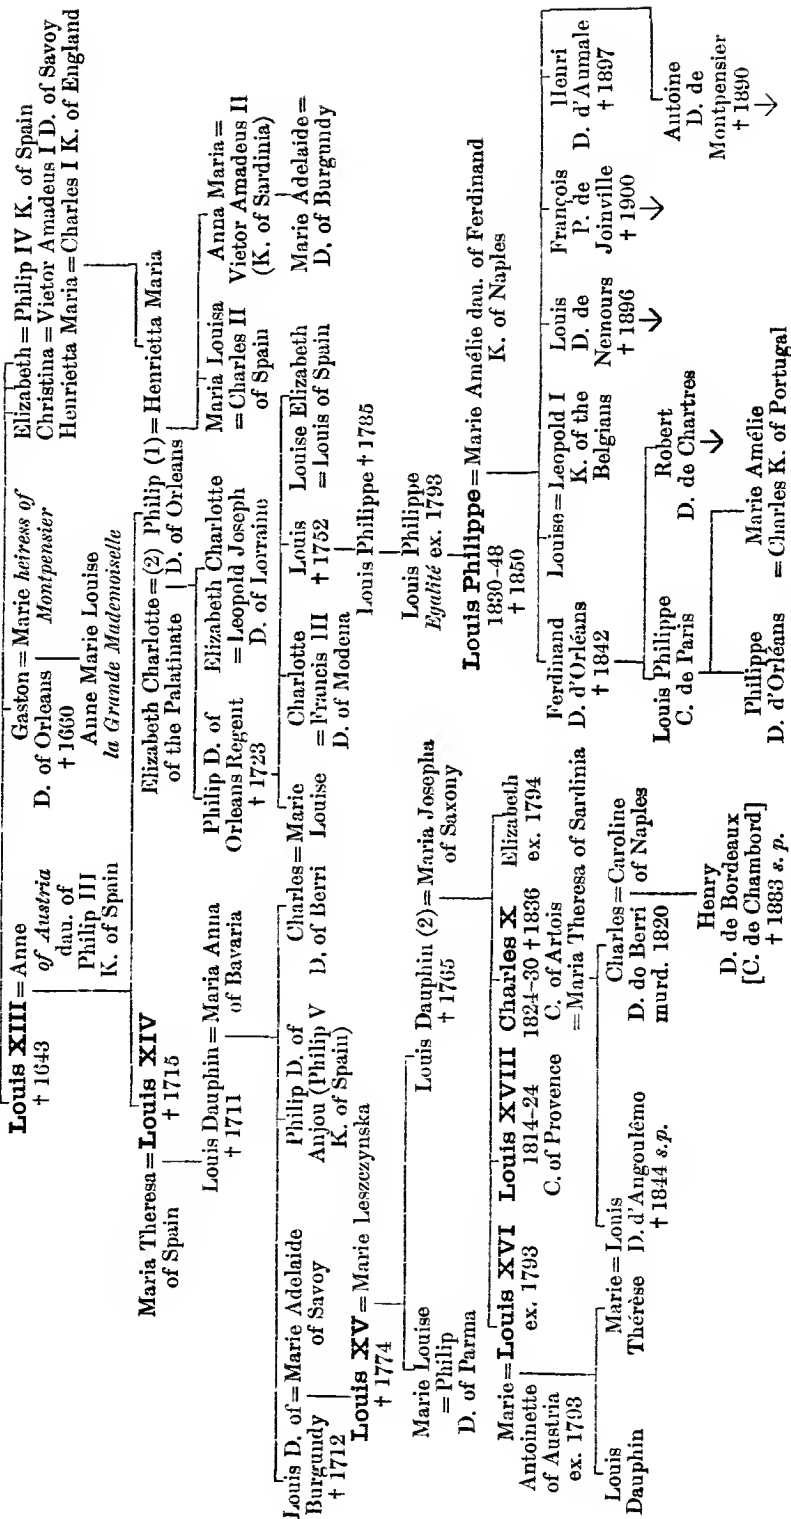 Louis XIII = Anne
† 1643
of Austria
dau. of
Philip III
K. of Spain
Gaston = Marie heiress of
D. of Orleans
Montpensier
† 1660
Anne Marie Louise
la Grande Mademoiselle
Elizabeth = Philip IV K. of Spain
Christina = Victor Amadeus I D. of Savoy
Henrietta Maria = Charles I K. of England
Maria Theresa = Louis XIV
of Spain
† 1715
Elizabeth Charlotte = (2) Philip (1) = Henrietta Maria
of the Palatinate
D. of Orleans
Louis Dauphin = Maria Anna
† 1711
of Bavaria
Philip D. of
Orleans Regent
† 1723
Elizabeth Charlotte
= Leopold Joseph
D. of Lorraine
Maria Louisa
= Charles II
of Spain
Anna Maria =
Victor Amadeus II
(K. of Sardinia)
Marie Adelaide =
D. of Burgundy
Louis D. of = Marie Adelaide
Burgundy
of Savoy
† 1712
Philip D. of
Anjou (Philip V
K. of Spain)
Charles = Marie
D. of Berri
Louise
Charlotte
= Francis III
D. of Modena
Louis
† 1752
Louise Elizabeth
= Louis of Spain
Louis XV = Marie Leszczynska
† 1774
Louis Philippe † 1785
Marie Louise
= Philip
D. of Parma
Louis Dauphin (2) = Maria Josepha
† 1765
of Saxony
Louis Philippe
Egalité ex. 1793
Marie = Louis XVI
Antoinette
ex. 1793
of Austria
ex. 1793
Louis XVIII
1814–24
C. of Provence
Charles X
1824–30 † 1836
C. of Artois
= Maria Theresa of Sardinia
Elizabeth
ex. 1794
Louis Philippe = Marie Amélie dau. of Ferdinand
1830–48
K. of Naples
† 1850
Louis
Dauphin
Marie = Louis
Thérèse
D. d'Angoulémo
† 1844 s.p.
Charles = Caroline
D. do Berri
of Naples
murd. 1820
Ferdinand
D. d'Orléans
† 1842
Louise = Leopold I
K. of the
Belgians
Louis
D. de
Nemours
† 1896
François
P. de
Joinville
† 1900
Henri
D. d'Aumale
† 1897
Antoine
D. de
Montpensier
† 1890
Henry
D. de Bordeaux
[C. de Chambord]
† 1883 s. p.
Louis Philippe
C. de Paris
Robert
D. de Chartres
Philippe
D. d'Orléans
Marie Amélie
= Charles K. of Portugal